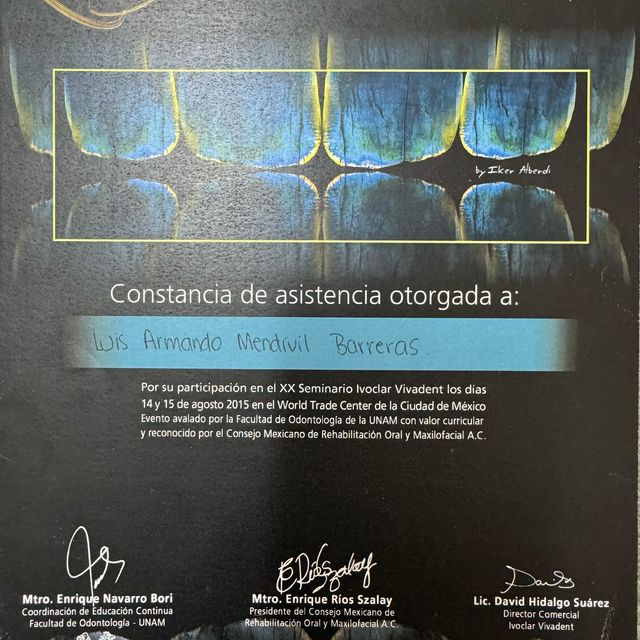 by Iker Alberdi
Constancia de asistencia otorgada a:
Luis Armando Mendivil Barreras
Por su participación en el XX Seminario Ivoclar Vivadent los días
14 y 15 de agosto 2015 en el World Trade Center de la Ciudad de México
Evento avalado por la Facultad de Odontología de la UNAM con valor curricular
y reconocido por el Consejo Mexicano de Rehabilitación Oral y Maxilofacial A.C.
Mtro. Enrique Navarro Bori
Coordinación de Educación Continua
Facultad de Odontología - UNAM
Mtro. Enrique Ríos Szalay
Presidente del Consejo Mexicano de
Rehabilitación Oral y Maxilofacial A.C.
Lic. David Hidalgo Suárez
Director Comercial
Ivoclar Vivadent